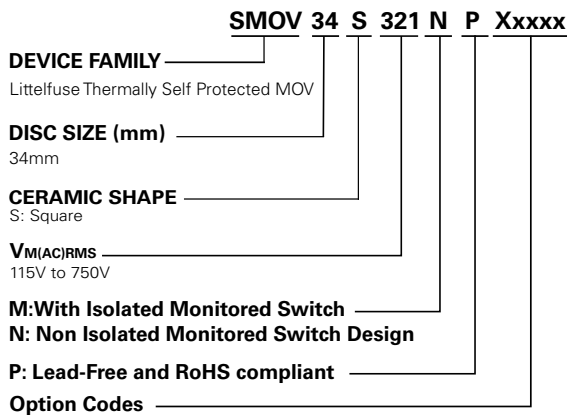 SMOV 34 S 321 N P Xxxxx
DEVICE FAMILY
Littelfuse Thermally Self Protected MOV
DISC SIZE (mm)
34mm
CERAMIC SHAPE
S: Square
VM(AC)RMS
115V to 750V
M:With Isolated Monitored Switch
N: Non Isolated Monitored Switch Design
P: Lead-Free and RoHS compliant
Option Codes